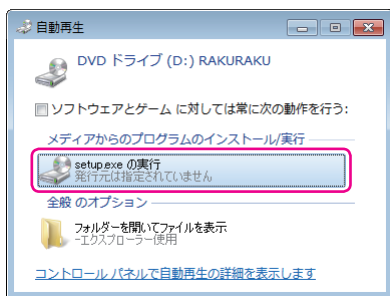 自動再生
DVD ドライブ (D:) RAKURAKU
ソフトウェアとゲーム に対しては常に次の動作を行う:
メディアからのプログラムのインストール/実行
setup.exe の実行
発行元は指定されていません
全般 のオプション
フォルダーを開いてファイルを表示
-エクスプローラー使用
コントロール パネルで自動再生の詳細を表示します